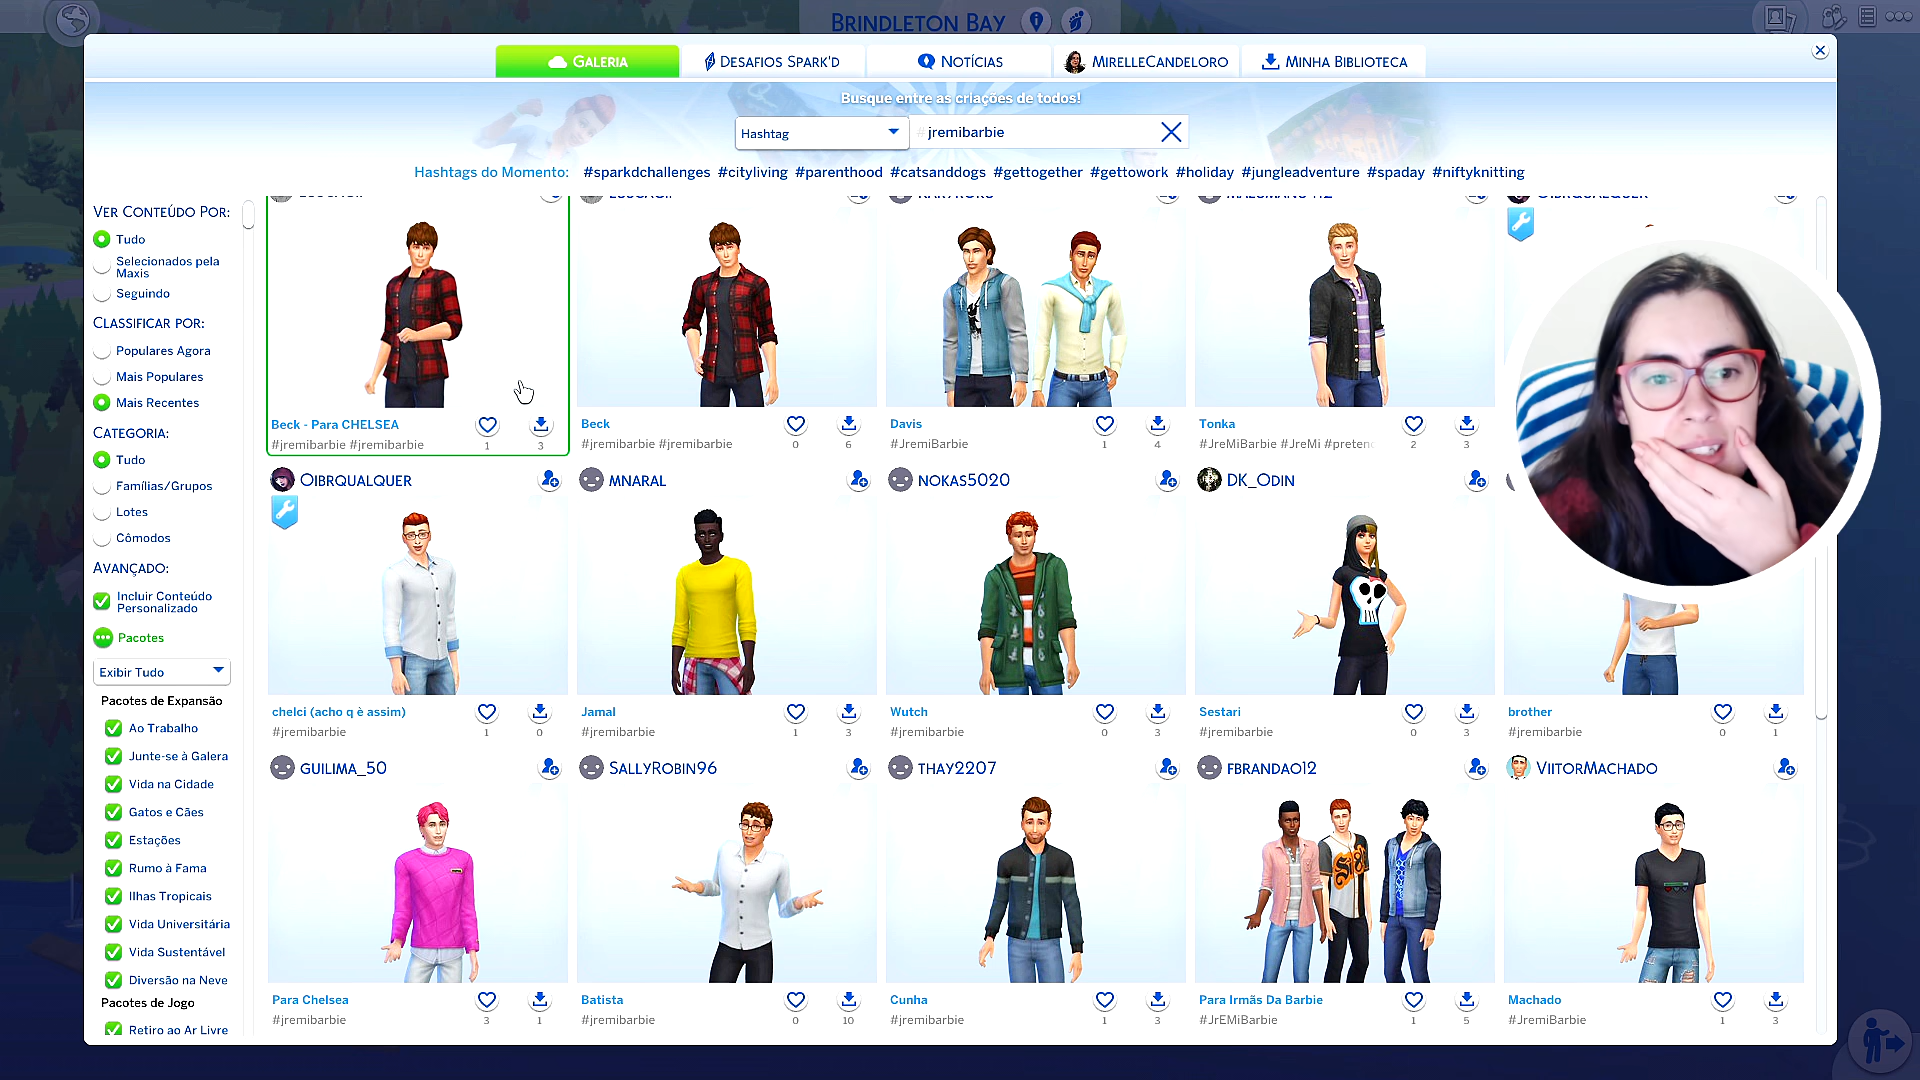 BRINDLETON BAY
GALERIA
DESAFIOS SPARK'D
NOTÍCIAS
MIRELLECANDELORO
MINHA BIBLIOTECA
Busque entre as criações de todos!
Hashtag
# jremibarbie
Hashtags do Momento: #sparkdchallenges #cityliving #parenthood #catsanddogs #gettogether #gettowork #holiday #jungleadventure #spaday #niftyknitting
VER CONTEÚDO POR:
Tudo
Selecionados pela
Maxis
Seguindo
CLASSIFICAR POR:
Populares Agora
Mais Populares
Mais Recentes
CATEGORIA:
Tudo
Famílias/Grupos
Lotes
Cômodos
AVANÇADO:
Incluir Conteúdo
Personalizado
Pacotes
Exibir Tudo
Pacotes de Expansão
Ao Trabalho
Junte-se à Galera
Vida na Cidade
Gatos e Cães
Estações
Rumo à Fama
Ilhas Tropicais
Vida Universitária
Vida Sustentável
Diversão na Neve
Pacotes de Jogo
Retiro ao Ar Livre
Beck - Para CHELSEA
#jremibarbie #jremibarbie
1
3
Beck
#jremibarbie #jremibarbie
0
6
Davis
#JremiBarbie
1
4
Tonka
#JreMiBarbie #JreMi #pretenc
2
3
OIBRQUALQUER
chelci (acho q è assim)
#jremibarbie
1
0
MNARAL
Jamal
#jremibarbie
1
3
NOKAS5020
Wutch
#jremibarbie
0
3
DK_ODIN
Sestari
#jremibarbie
0
3
brother
#jremibarbie
0
1
GUILIMA_50
Para Chelsea
#jremibarbie
3
1
SALLYROBIN96
Batista
#jremibarbie
0
10
THAY2207
Cunha
#jremibarbie
1
3
FBRANDAO12
Para Irmãs Da Barbie
#JrEMiBarbie
1
5
VIITORMACHADO
Machado
#JremiBarbie
1
3